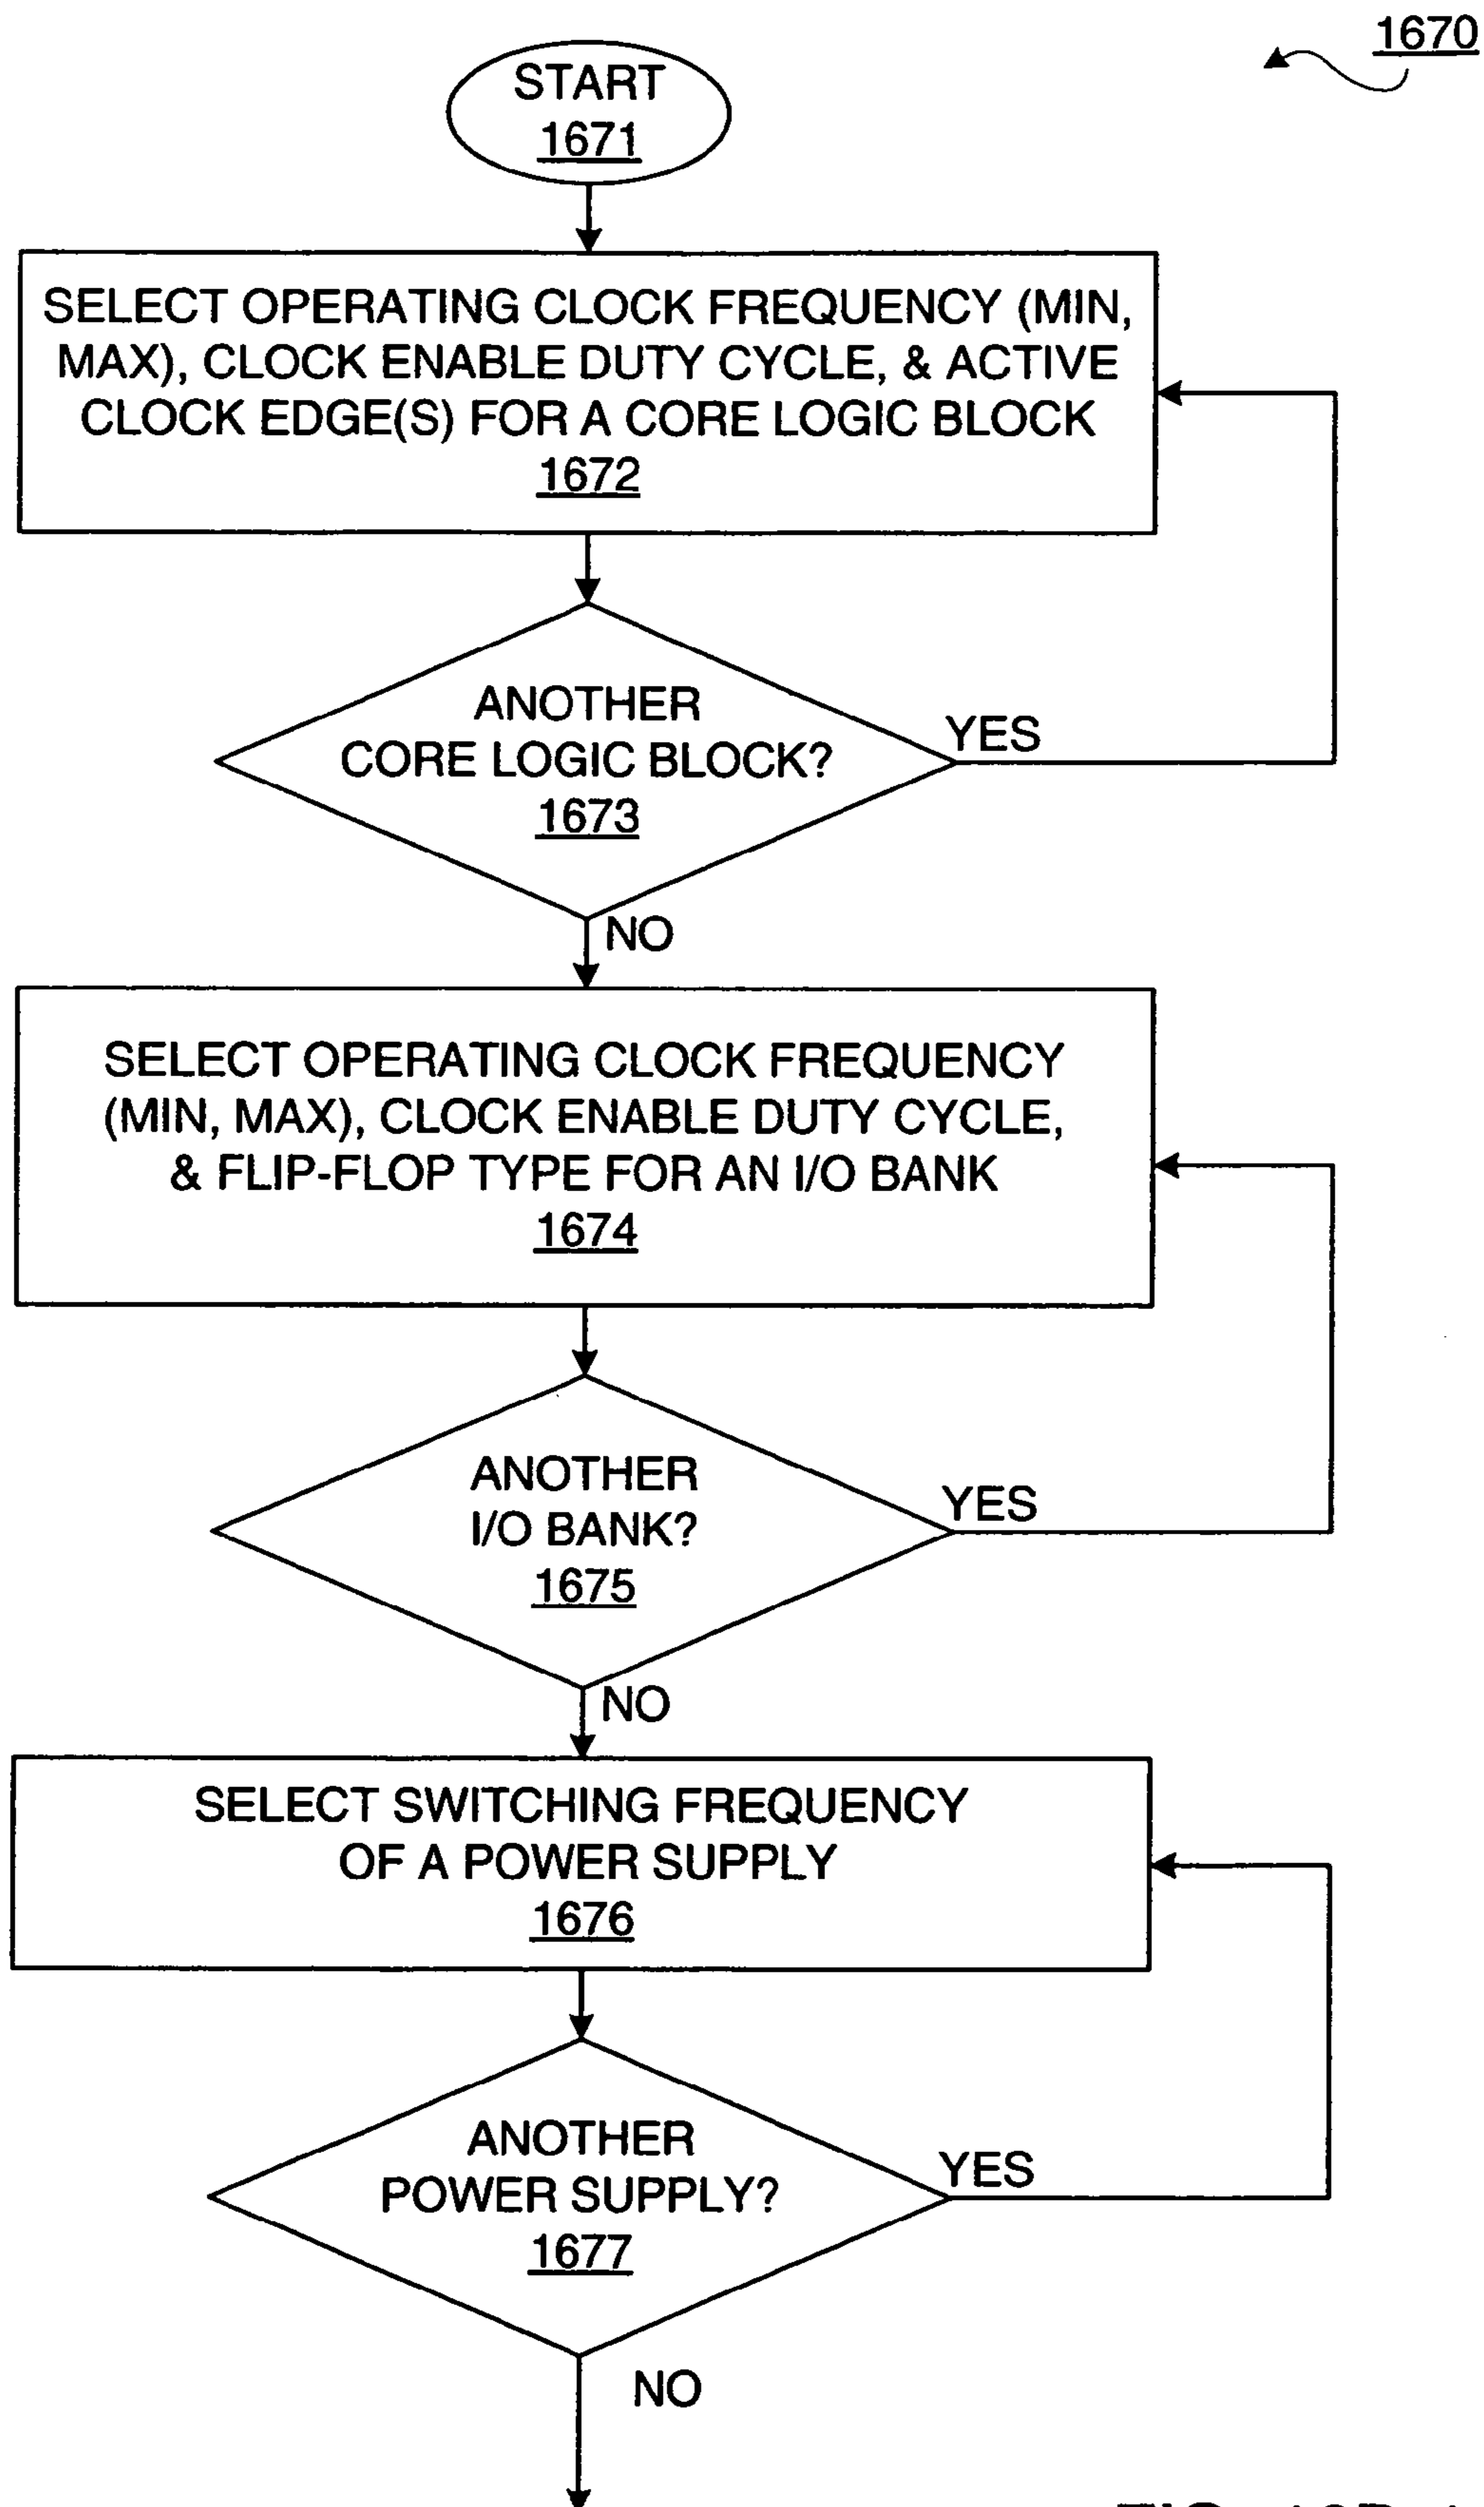 1670
START
1671
SELECT OPERATING CLOCK FREQUENCY (MIN,
MAX), CLOCK ENABLE DUTY CYCLE, & ACTIVE
CLOCK EDGE(S) FOR A CORE LOGIC BLOCK
1672
ANOTHER
CORE LOGIC BLOCK?
1673
YES
NO
SELECT OPERATING CLOCK FREQUENCY
(MIN, MAX), CLOCK ENABLE DUTY CYCLE,
& FLIP-FLOP TYPE FOR AN I/O BANK
1674
ANOTHER
I/O BANK?
1675
YES
NO
SELECT SWITCHING FREQUENCY
OF A POWER SUPPLY
1676
ANOTHER
POWER SUPPLY?
1677
YES
NO